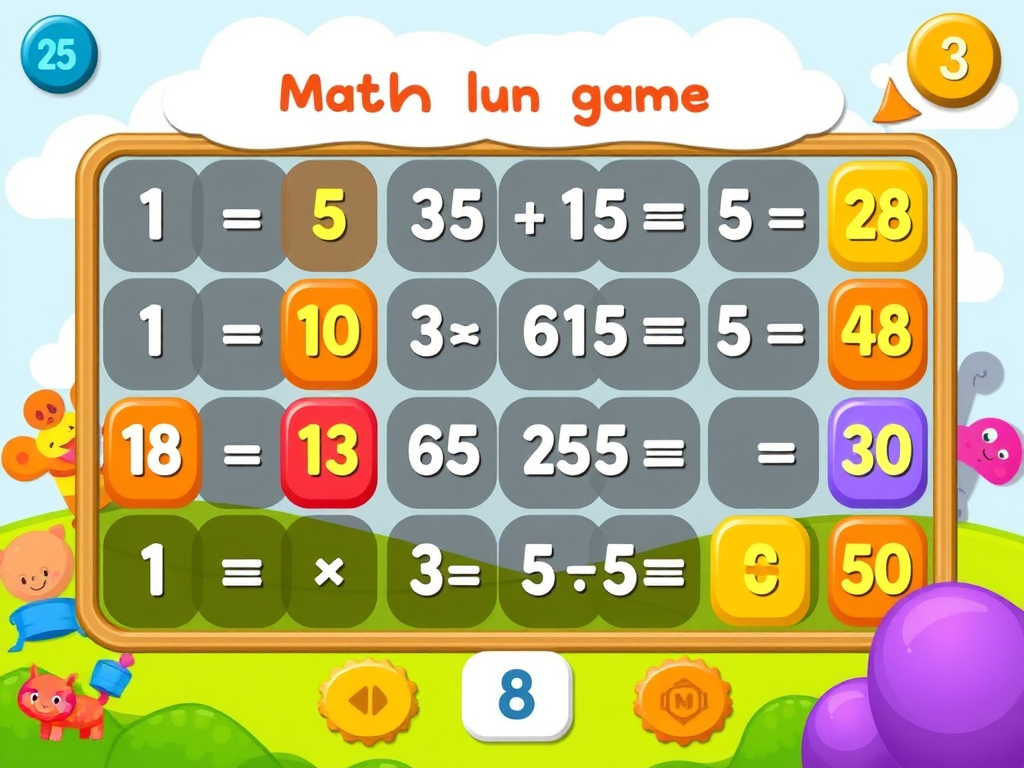 25
3
Math lun game
1 = 5 35 + 15 ≡ 5 = 28
1 = 10 3× 615 ≡ 5 = 48
18 = 13 65 255 ≡ = 30
1 ≡ × 3= 5÷5≡ 50
8